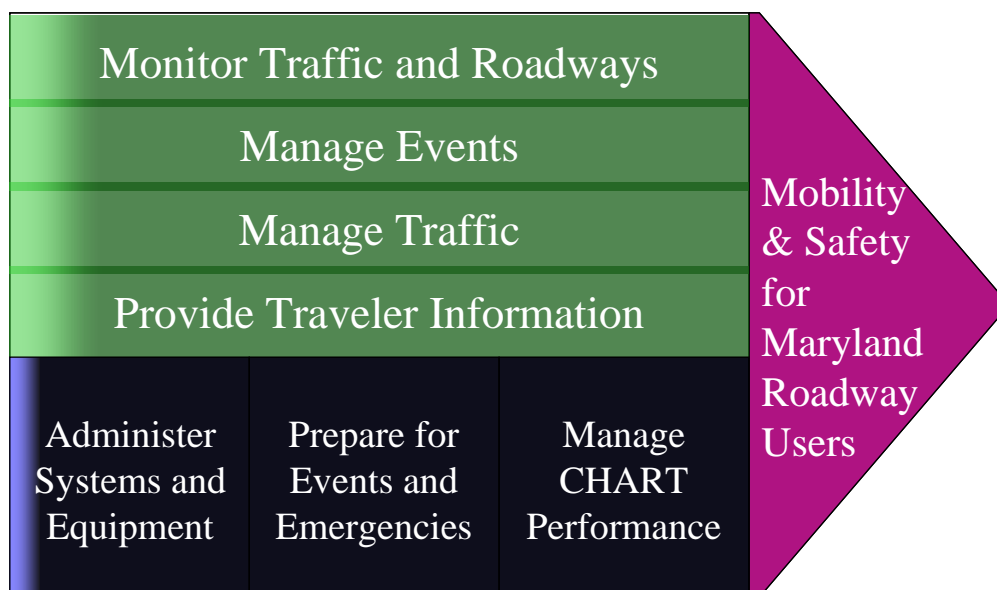 Monitor Traffic and Roadways
Manage Events
Manage Traffic
Provide Traveler Information
Administer
Systems and
Equipment
Prepare for
Events and
Emergencies
Manage
CHART
Performance
Mobility
& Safety
for
Maryland
Roadway
Users